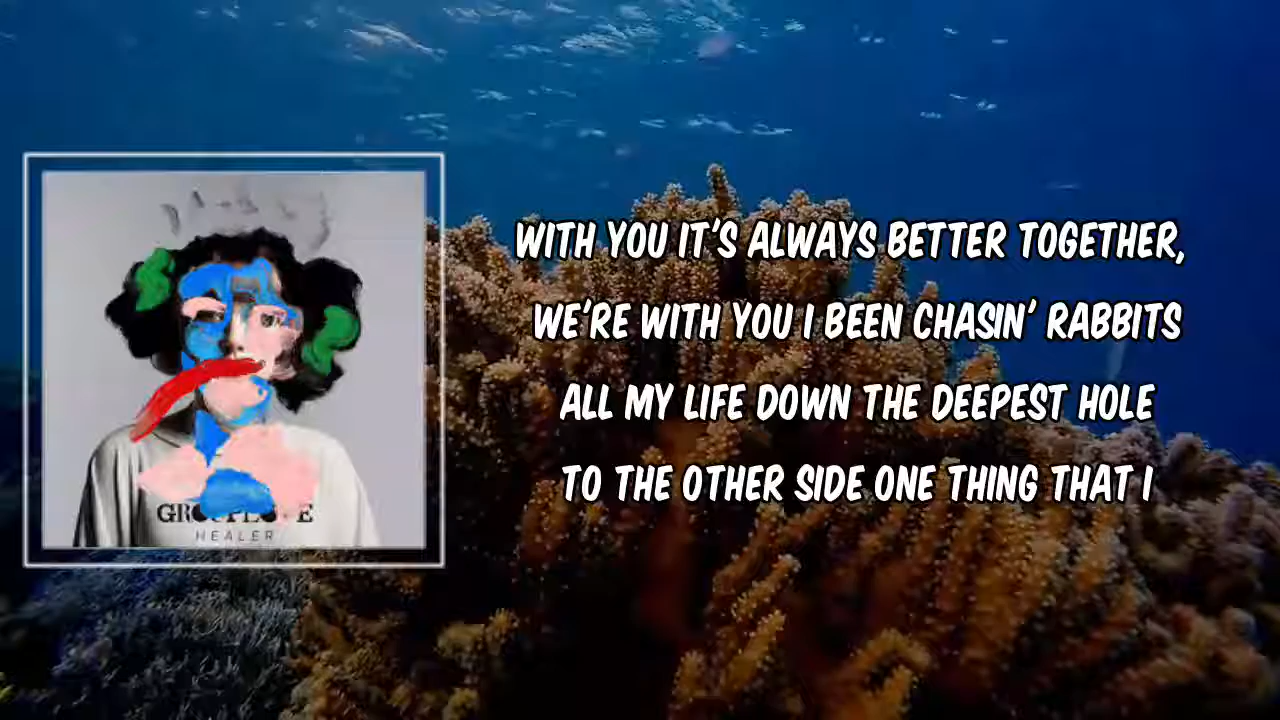 WITH YOU IT'S ALWAYS BETTER TOGETHER,
WE'RE WITH YOU I BEEN CHASIN' RABBITS
ALL MY LIFE DOWN THE DEEPEST HOLE
TO THE OTHER SIDE ONE THING THAT I
GROUPLOVE
HEALER